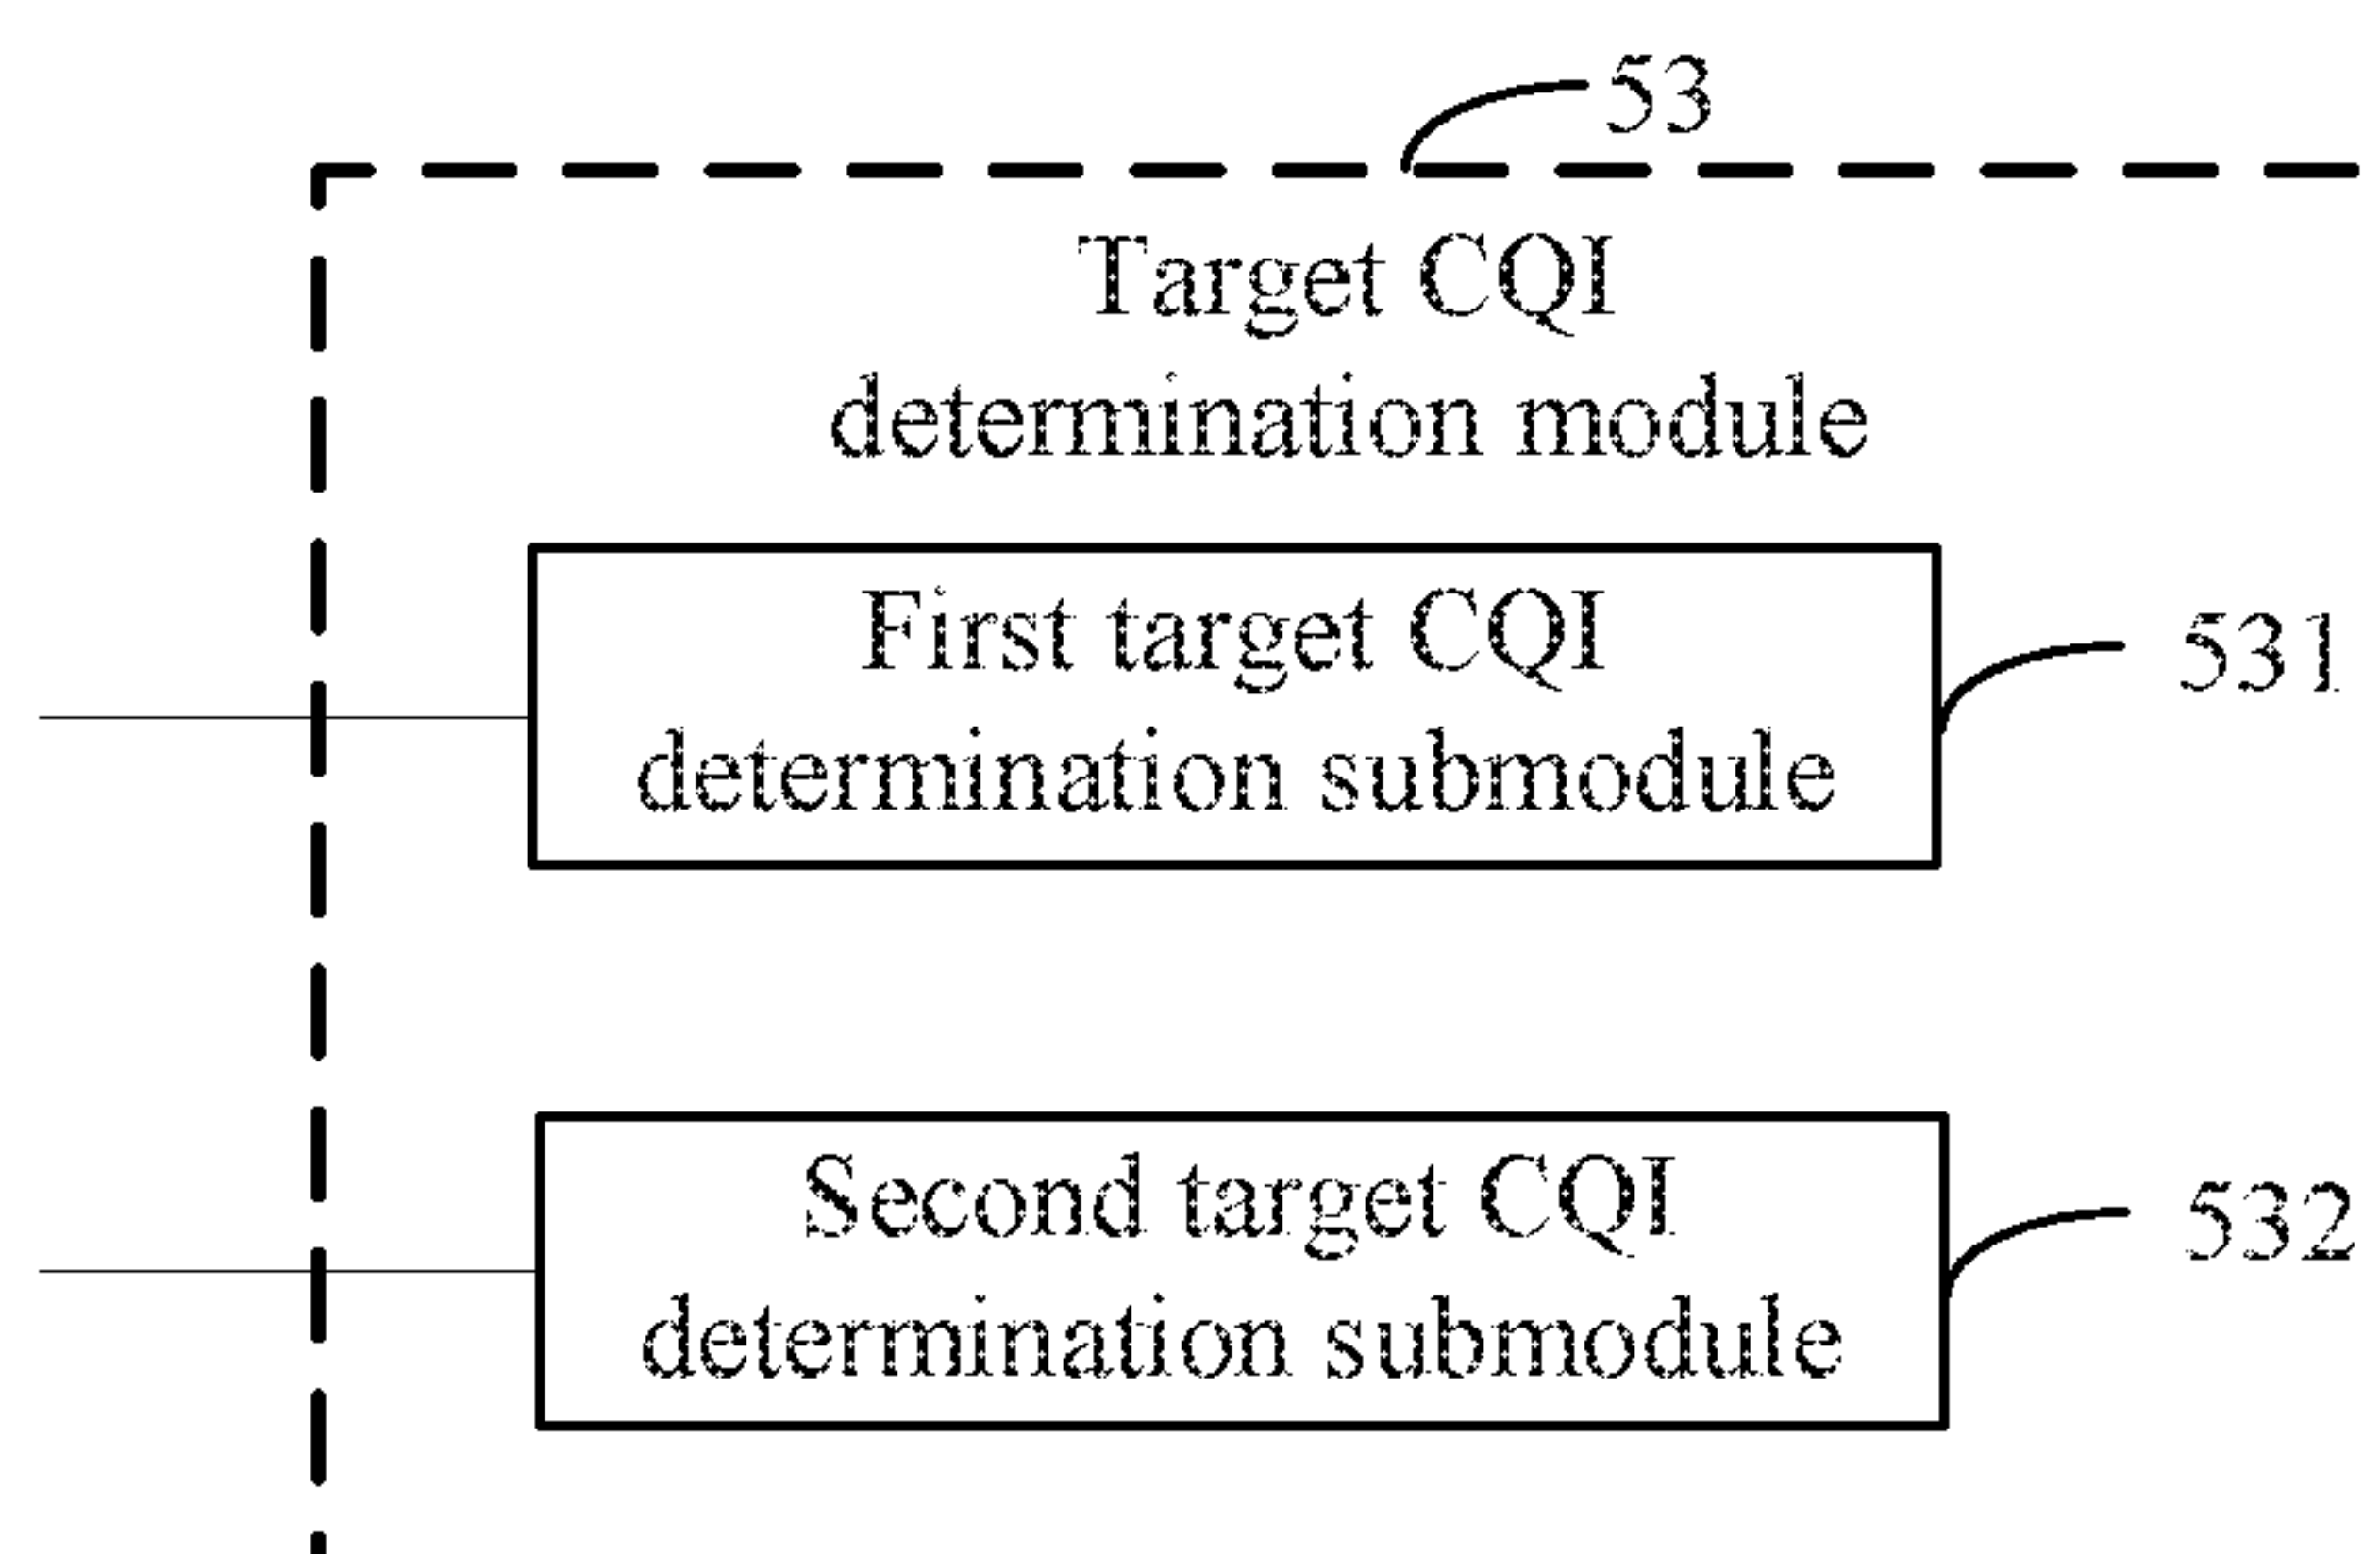 53
Target CQI
determination module
First target CQI
determination submodule
531
Second target CQI
determination submodule
532